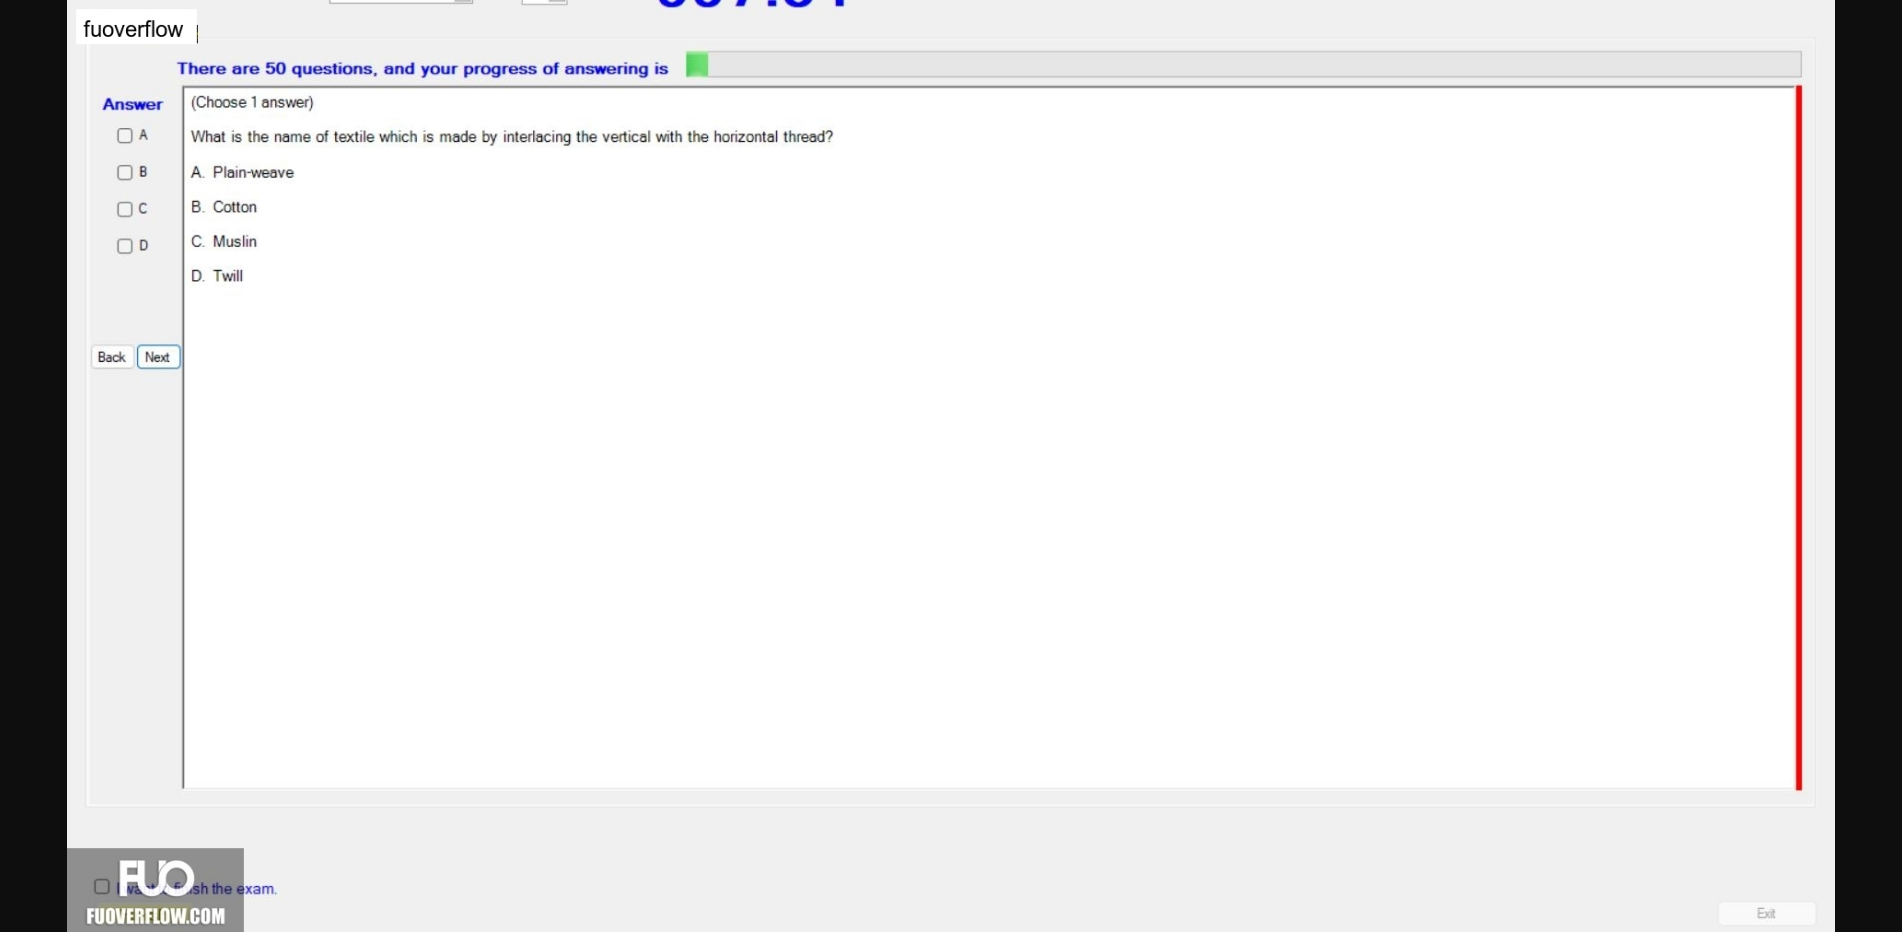 fuoverflow
There are 50 questions, and your progress of answering is
Answer
(Choose 1 answer)
A
What is the name of textile which is made by interlacing the vertical with the horizontal thread?
B
A. Plain-weave
C
B. Cotton
D
C. Muslin
D. Twill
Back Next
FUO
I want finish the exam.
FUOVERFLOW.COM
Exit